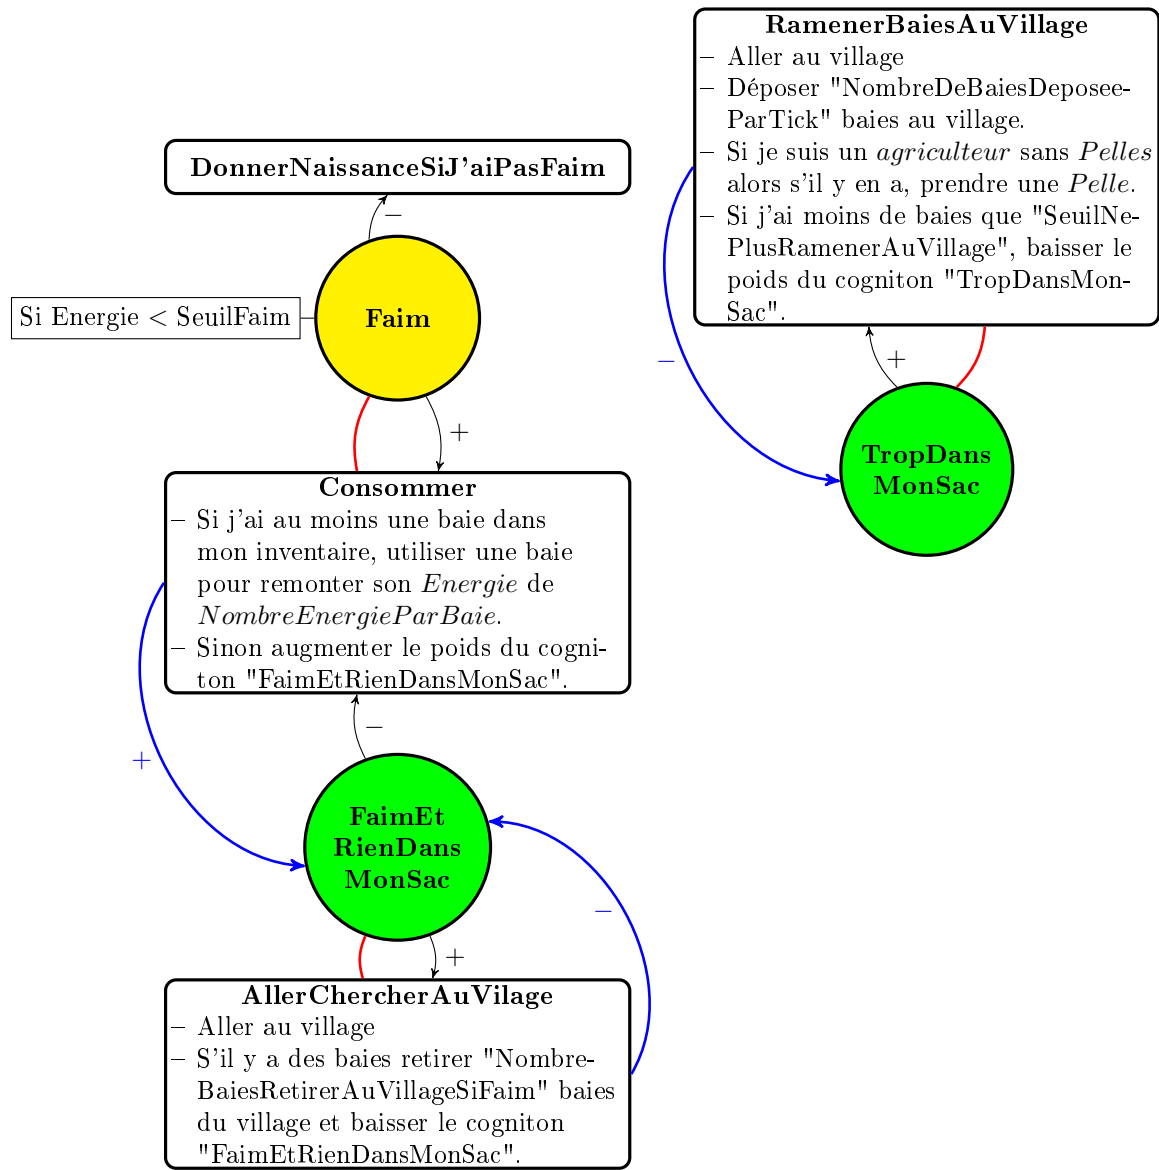 DonnerNaissanceSiJ'aiPasFaim
–
Si Energie < SeuilFaim
Faim
+
Consommer
– Si j'ai au moins une baie dans
mon inventaire, utiliser une baie
pour remonter son Energie de
NombreEnergieParBaie.
– Sinon augmenter le poids du cogni-
ton "FaimEtRienDansMonSac".
–
+
FaimEt
RienDans
MonSac
–
+
AllerChercherAuVilage
– Aller au village
– S'il y a des baies retirer "Nombre-
BaiesRetirerAuVillageSiFaim" baies
du village et baisser le cogniton
"FaimEtRienDansMonSac".
RamenerBaiesAuVillage
– Aller au village
– Déposer "NombreDeBaiesDeposee-
ParTick" baies au village.
– Si je suis un agriculteur sans Pelles
alors s'il y en a, prendre une Pelle.
– Si j'ai moins de baies que "SeuilNe-
PlusRamenerAuVillage", baisser le
poids du cogniton "TropDansMon-
Sac".
–
+
TropDans
MonSac